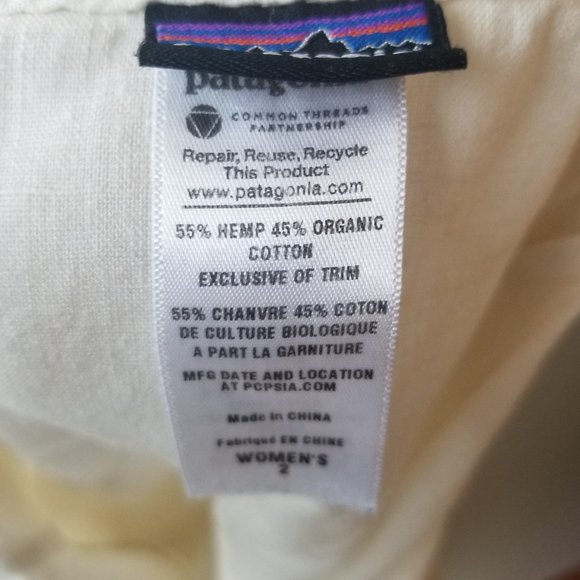 patagonia
COMMON THREADS
PARTNERSHIP
Repair, Reuse, Recycle
This Product
www.patagonia.com
55% HEMP 45% ORGANIC
COTTON
EXCLUSIVE OF TRIM
55% CHANVRE 45% COTON
DE CULTURE BIOLOGIQUE
A PART LA GARNITURE
MFG DATE AND LOCATION
AT PCPSIA.COM
Made in CHINA
Fabriqué EN CHINE
WOMEN'S
2